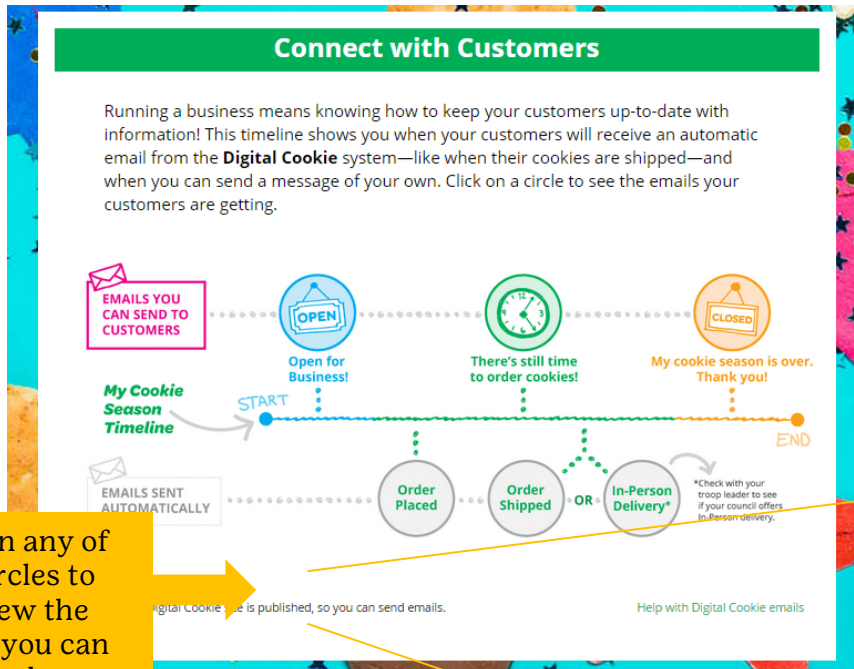 Connect with Customers
Running a business means knowing how to keep your customers up-to-date with
information! This timeline shows you when your customers will receive an automatic
email from the Digital Cookie system—like when their cookies are shipped—and
when you can send a message of your own. Click on a circle to see the emails your
customers are getting.
EMAILS YOU
CAN SEND TO
CUSTOMERS
OPEN
12
CLOSED
Open for
Business!
There's still time
to order cookies!
My cookie season is over.
Thank you!
My Cookie
Season
Timeline
START
END
EMAILS SENT
AUTOMATICALLY
Order
Placed
Order
Shipped
OR
In-Person
Delivery*
*Check with your
troop leader to see
if your council offers
In-Person delivery.
n any of
rcles to
ew the
you can
Digital Cookie site is published, so you can send emails.
Help with Digital Cookie emails